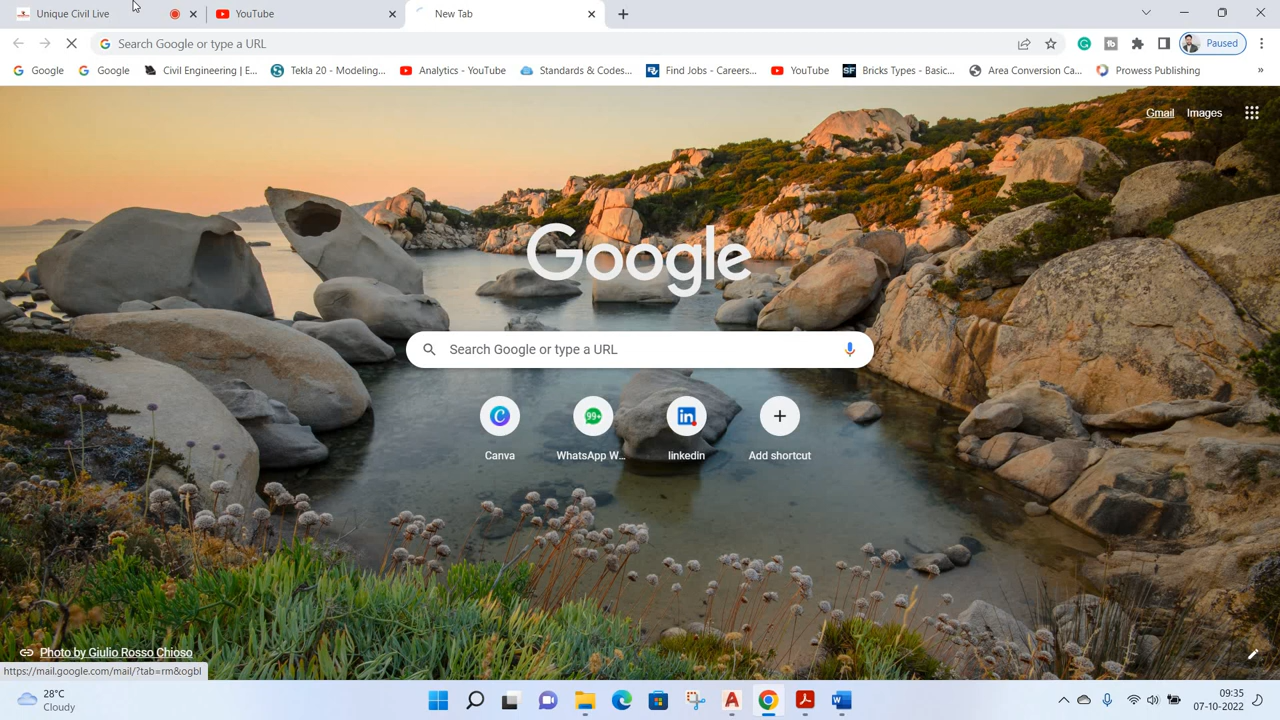 Unique Civil Live
YouTube
New Tab
Search Google or type a URL
Paused
Google
Google
Civil Engineering | E...
Tekla 20 - Modeling...
Analytics - YouTube
Standards & Codes...
Find Jobs - Careers...
YouTube
SF
Bricks Types - Basic...
Area Conversion Ca...
Prowess Publishing
»
Gmail
Images
Google
Search Google or type a URL
99+
Canva
WhatsApp W...
linkedin
Add shortcut
Photo by Giulio Rosso Chioso
https://mail.google.com/mail/?tab=rm&ogbl
28°C
Cloudy
09:35
07-10-2022